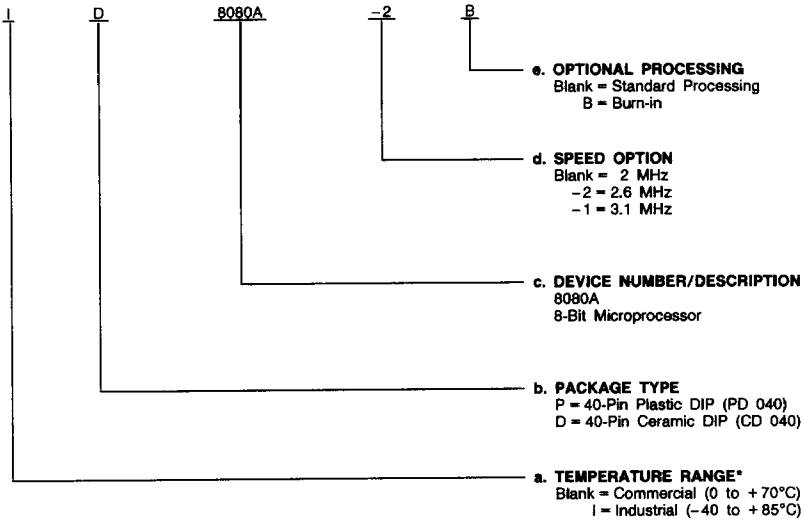 I D 8080A -2 B
e. OPTIONAL PROCESSING
Blank = Standard Processing
B = Burn-in
d. SPEED OPTION
Blank = 2 MHz
-2 = 2.6 MHz
-1 = 3.1 MHz
c. DEVICE NUMBER/DESCRIPTION
8080A
8-Bit Microprocessor
b. PACKAGE TYPE
P = 40-Pin Plastic DIP (PD 040)
D = 40-Pin Ceramic DIP (CD 040)
a. TEMPERATURE RANGE*
Blank = Commercial (0 to +70°C)
I = Industrial (-40 to +85°C)